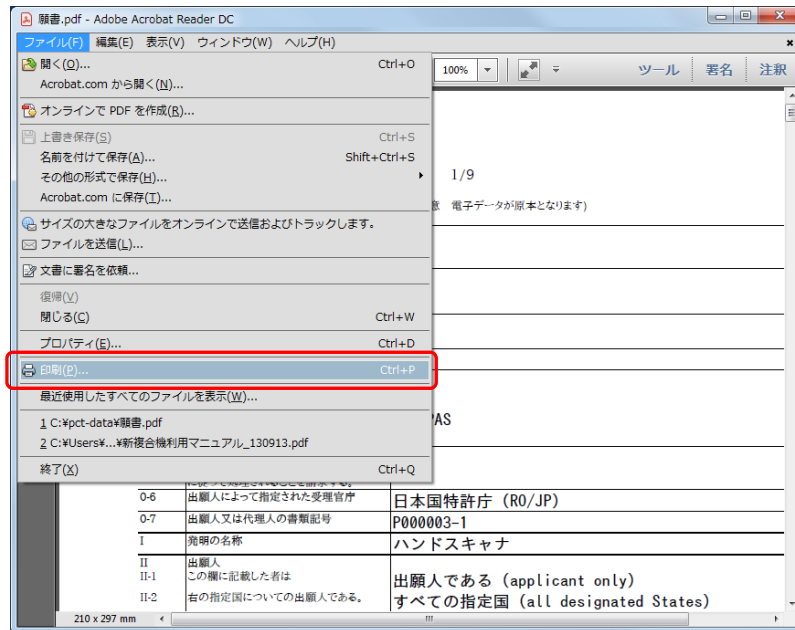 願書.pdf - Adobe Acrobat Reader DC
ファイル(F) 編集(E) 表示(V) ウィンドウ(W) ヘルプ(H)
開く(O)... Ctrl+O
100%
ツール 署名 注釈
Acrobat.com から開く(N)...
オンラインで PDF を作成(R)...
上書き保存(S) Ctrl+S
名前を付けて保存(A)... Shift+Ctrl+S
その他の形式で保存(H)...
1/9
Acrobat.com に保存(T)...
電子データが原本となります)
サイズの大きなファイルをオンラインで送信およびトラックします。
ファイルを送信(L)...
文書に署名を依頼...
復帰(V)
閉じる(C) Ctrl+W
プロパティ(E)... Ctrl+D
印刷(P)... Ctrl+P
最近使用したすべてのファイルを表示(W)...
1 C:¥pct-data¥願書.pdf
PAS
2 C:¥Users¥...¥新複合機利用マニュアル_130913.pdf
終了(X) Ctrl+Q
0-6 出願人によって指定された受理官庁 日本国特許庁 (RO/JP)
0-7 出願人又は代理人の書類記号 P000003-1
I 発明の名称 ハンドスキャナ
II 出願人
II-1 この欄に記載した者は 出願人である (applicant only)
II-2 右の指定国についての出願人である。 すべての指定国 (all designated States)
210 x 297 mm